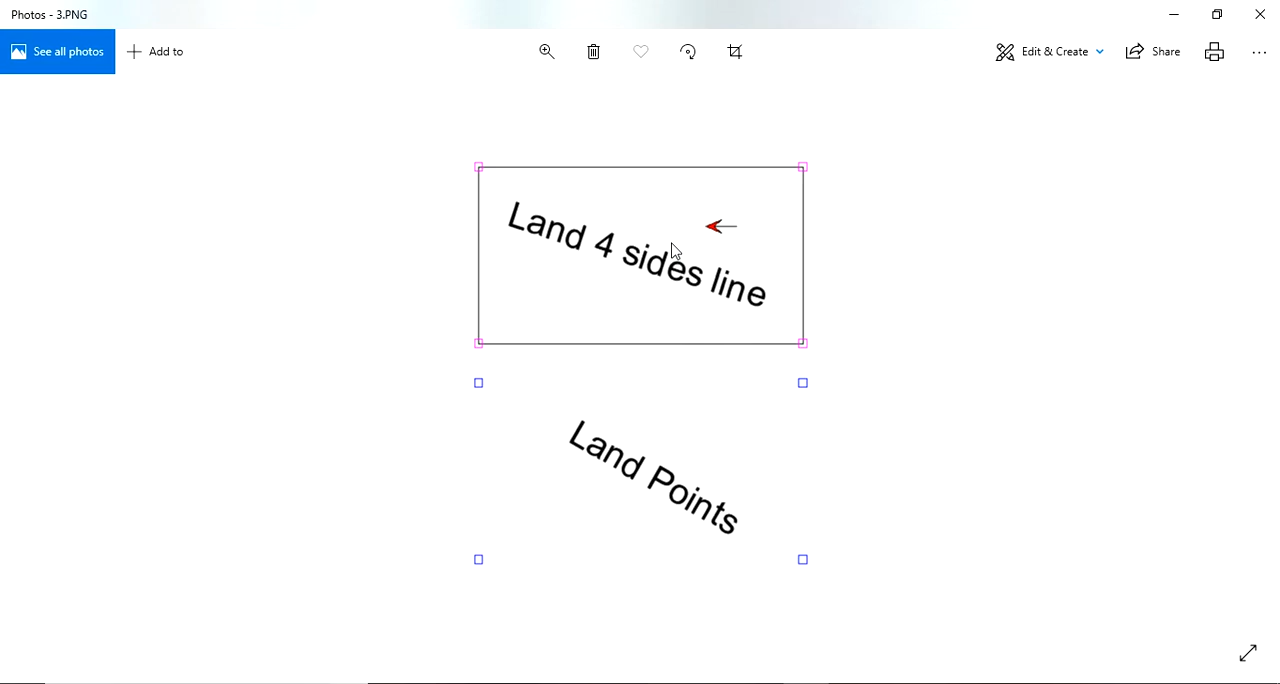 Photos - 3.PNG
See all photos
Add to
Edit & Create
Share
Land 4 sides line
Land Points